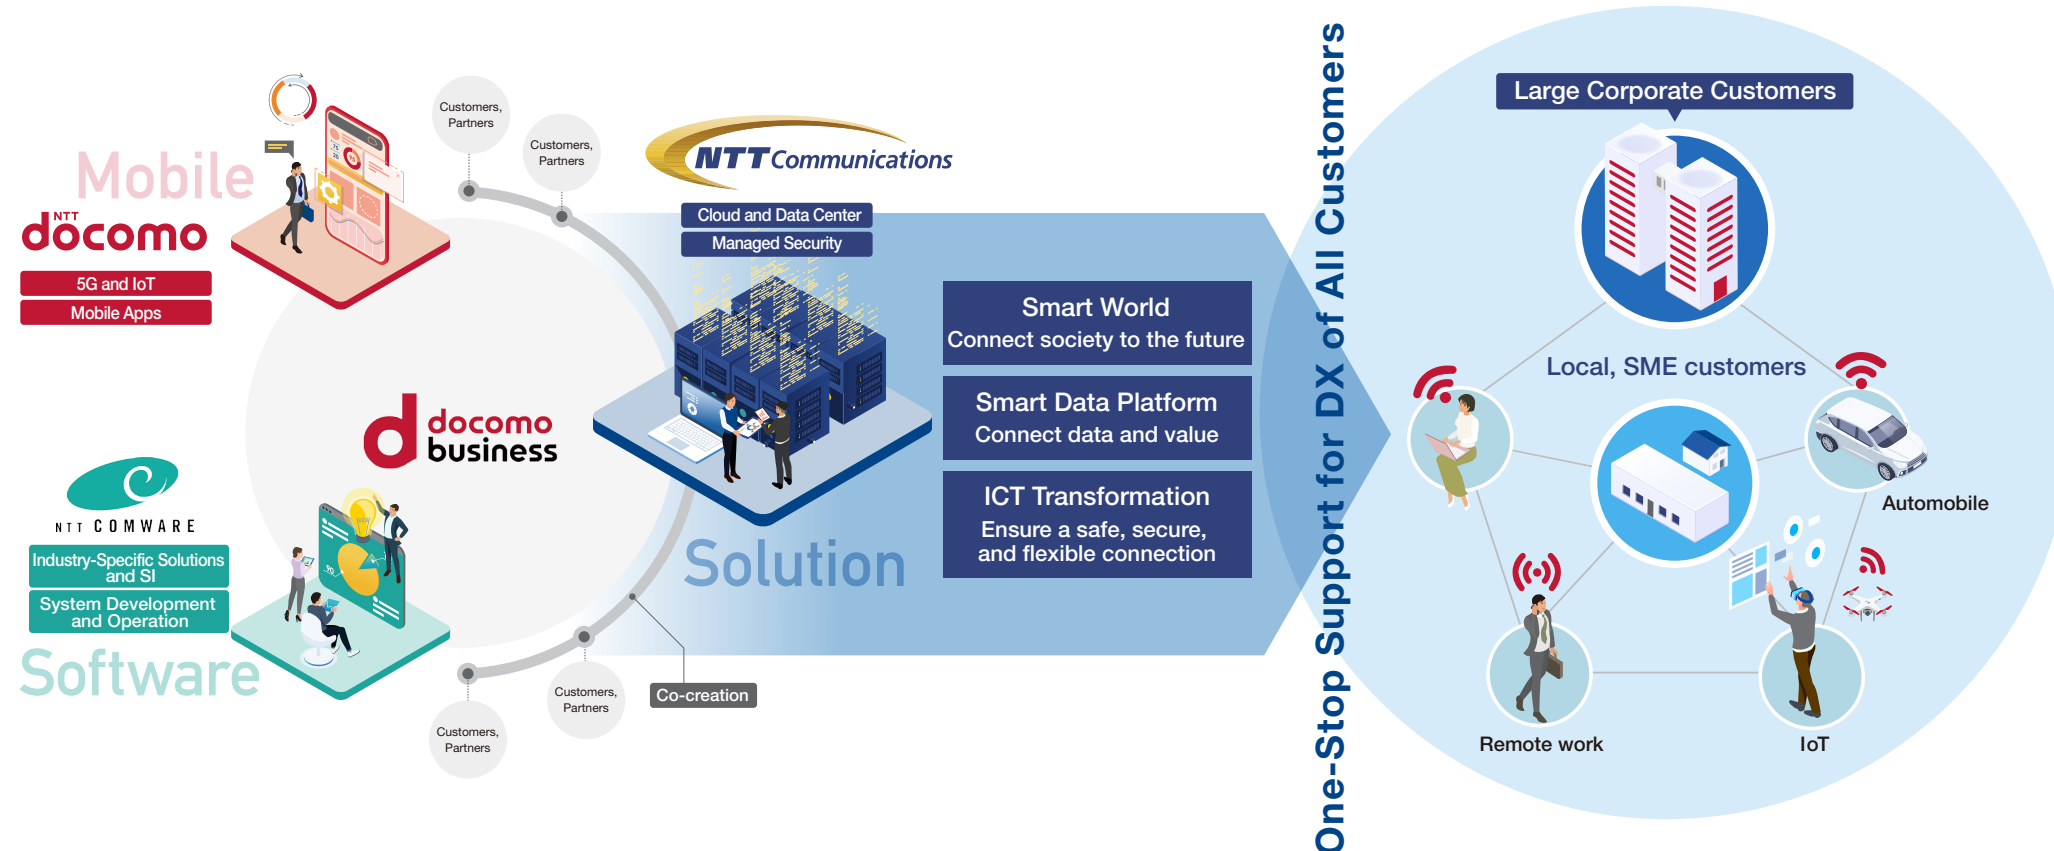 Mobile
NTT
docomo
5G and IoT
Mobile Apps
Customers,
Partners
Customers,
Partners
NTT Communications
Cloud and Data Center
Managed Security
docomo
business
NTT COMWARE
Industry-Specific Solutions
and SI
System Development
and Operation
Software
Solution
Customers,
Partners
Customers,
Partners
Co-creation
Smart World
Connect society to the future
Smart Data Platform
Connect data and value
ICT Transformation
Ensure a safe, secure,
and flexible connection
One-Stop Support for DX of All Customers
Large Corporate Customers
Local, SME customers
Automobile
Remote work
IoT